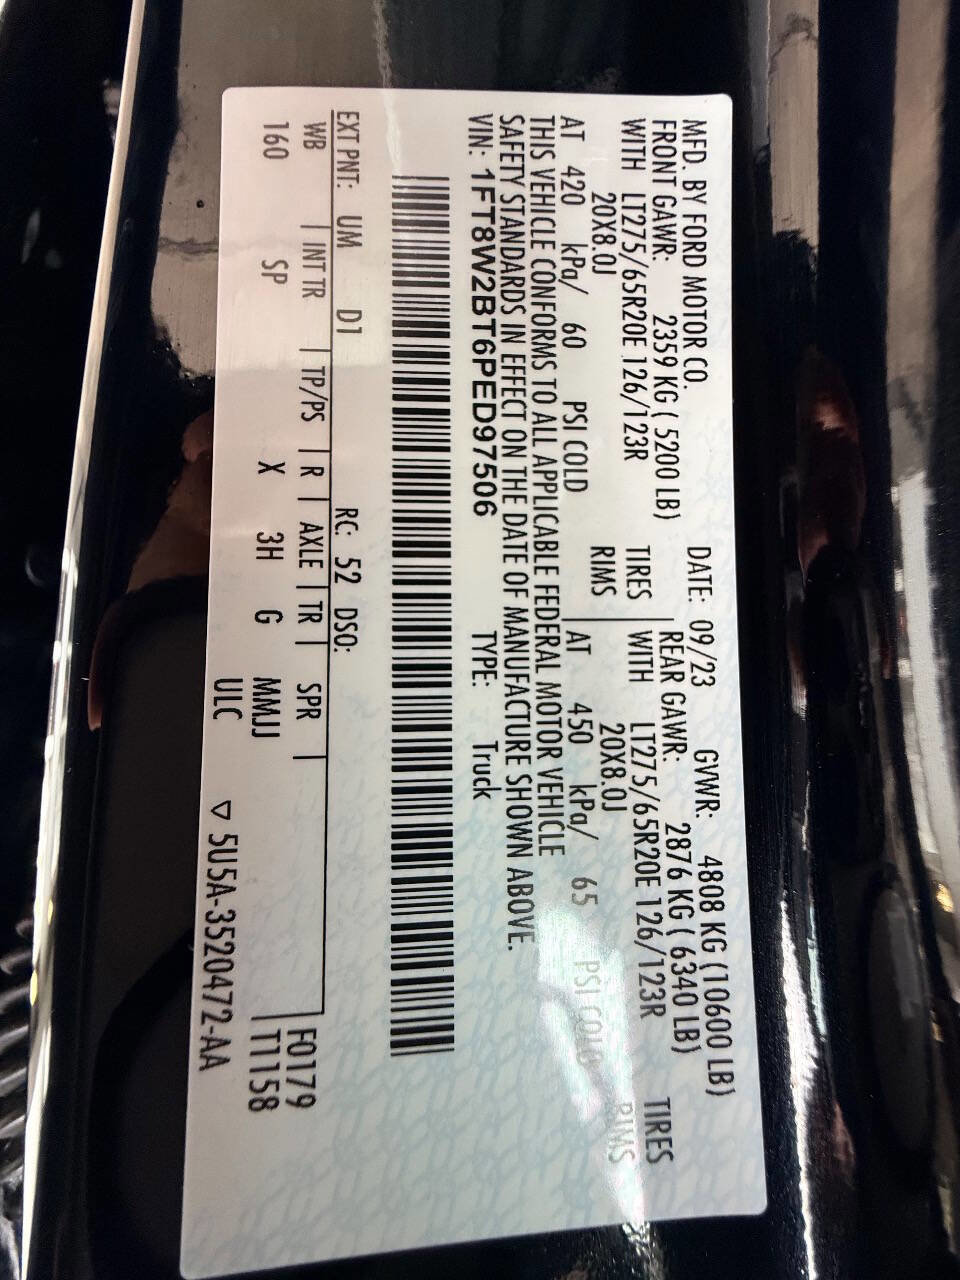 MFD. BY FORD MOTOR CO. DATE: 09/23 GVWR: 4808 KG (10600 LB)
FRONT GAWR: 2359 KG ( 5200 LB) REAR GAWR: 2876 KG ( 6340 LB)
WITH LT275/65R20E 126/123R TIRES WITH LT275/65R20E 126/123R TIRES
20X8.0J RIMS 20X8.0J RIMS
AT 420 kPa/ 60 PSI COLD AT 450 kPa/ 65 PSI COLD
THIS VEHICLE CONFORMS TO ALL APPLICABLE FEDERAL MOTOR VEHICLE
SAFETY STANDARDS IN EFFECT ON THE DATE OF MANUFACTURE SHOWN ABOVE.
VIN: 1FT8W2BT6PED97506 TYPE: Truck
EXT PNT: UM D1 RC: 52 DSO:
WB | INT TR | TP/PS | R | AXLE | TR | SPR | F0179
160 SP X 3H G MMJJ T1158
ULC ▽ 5U5A-3520472-AA